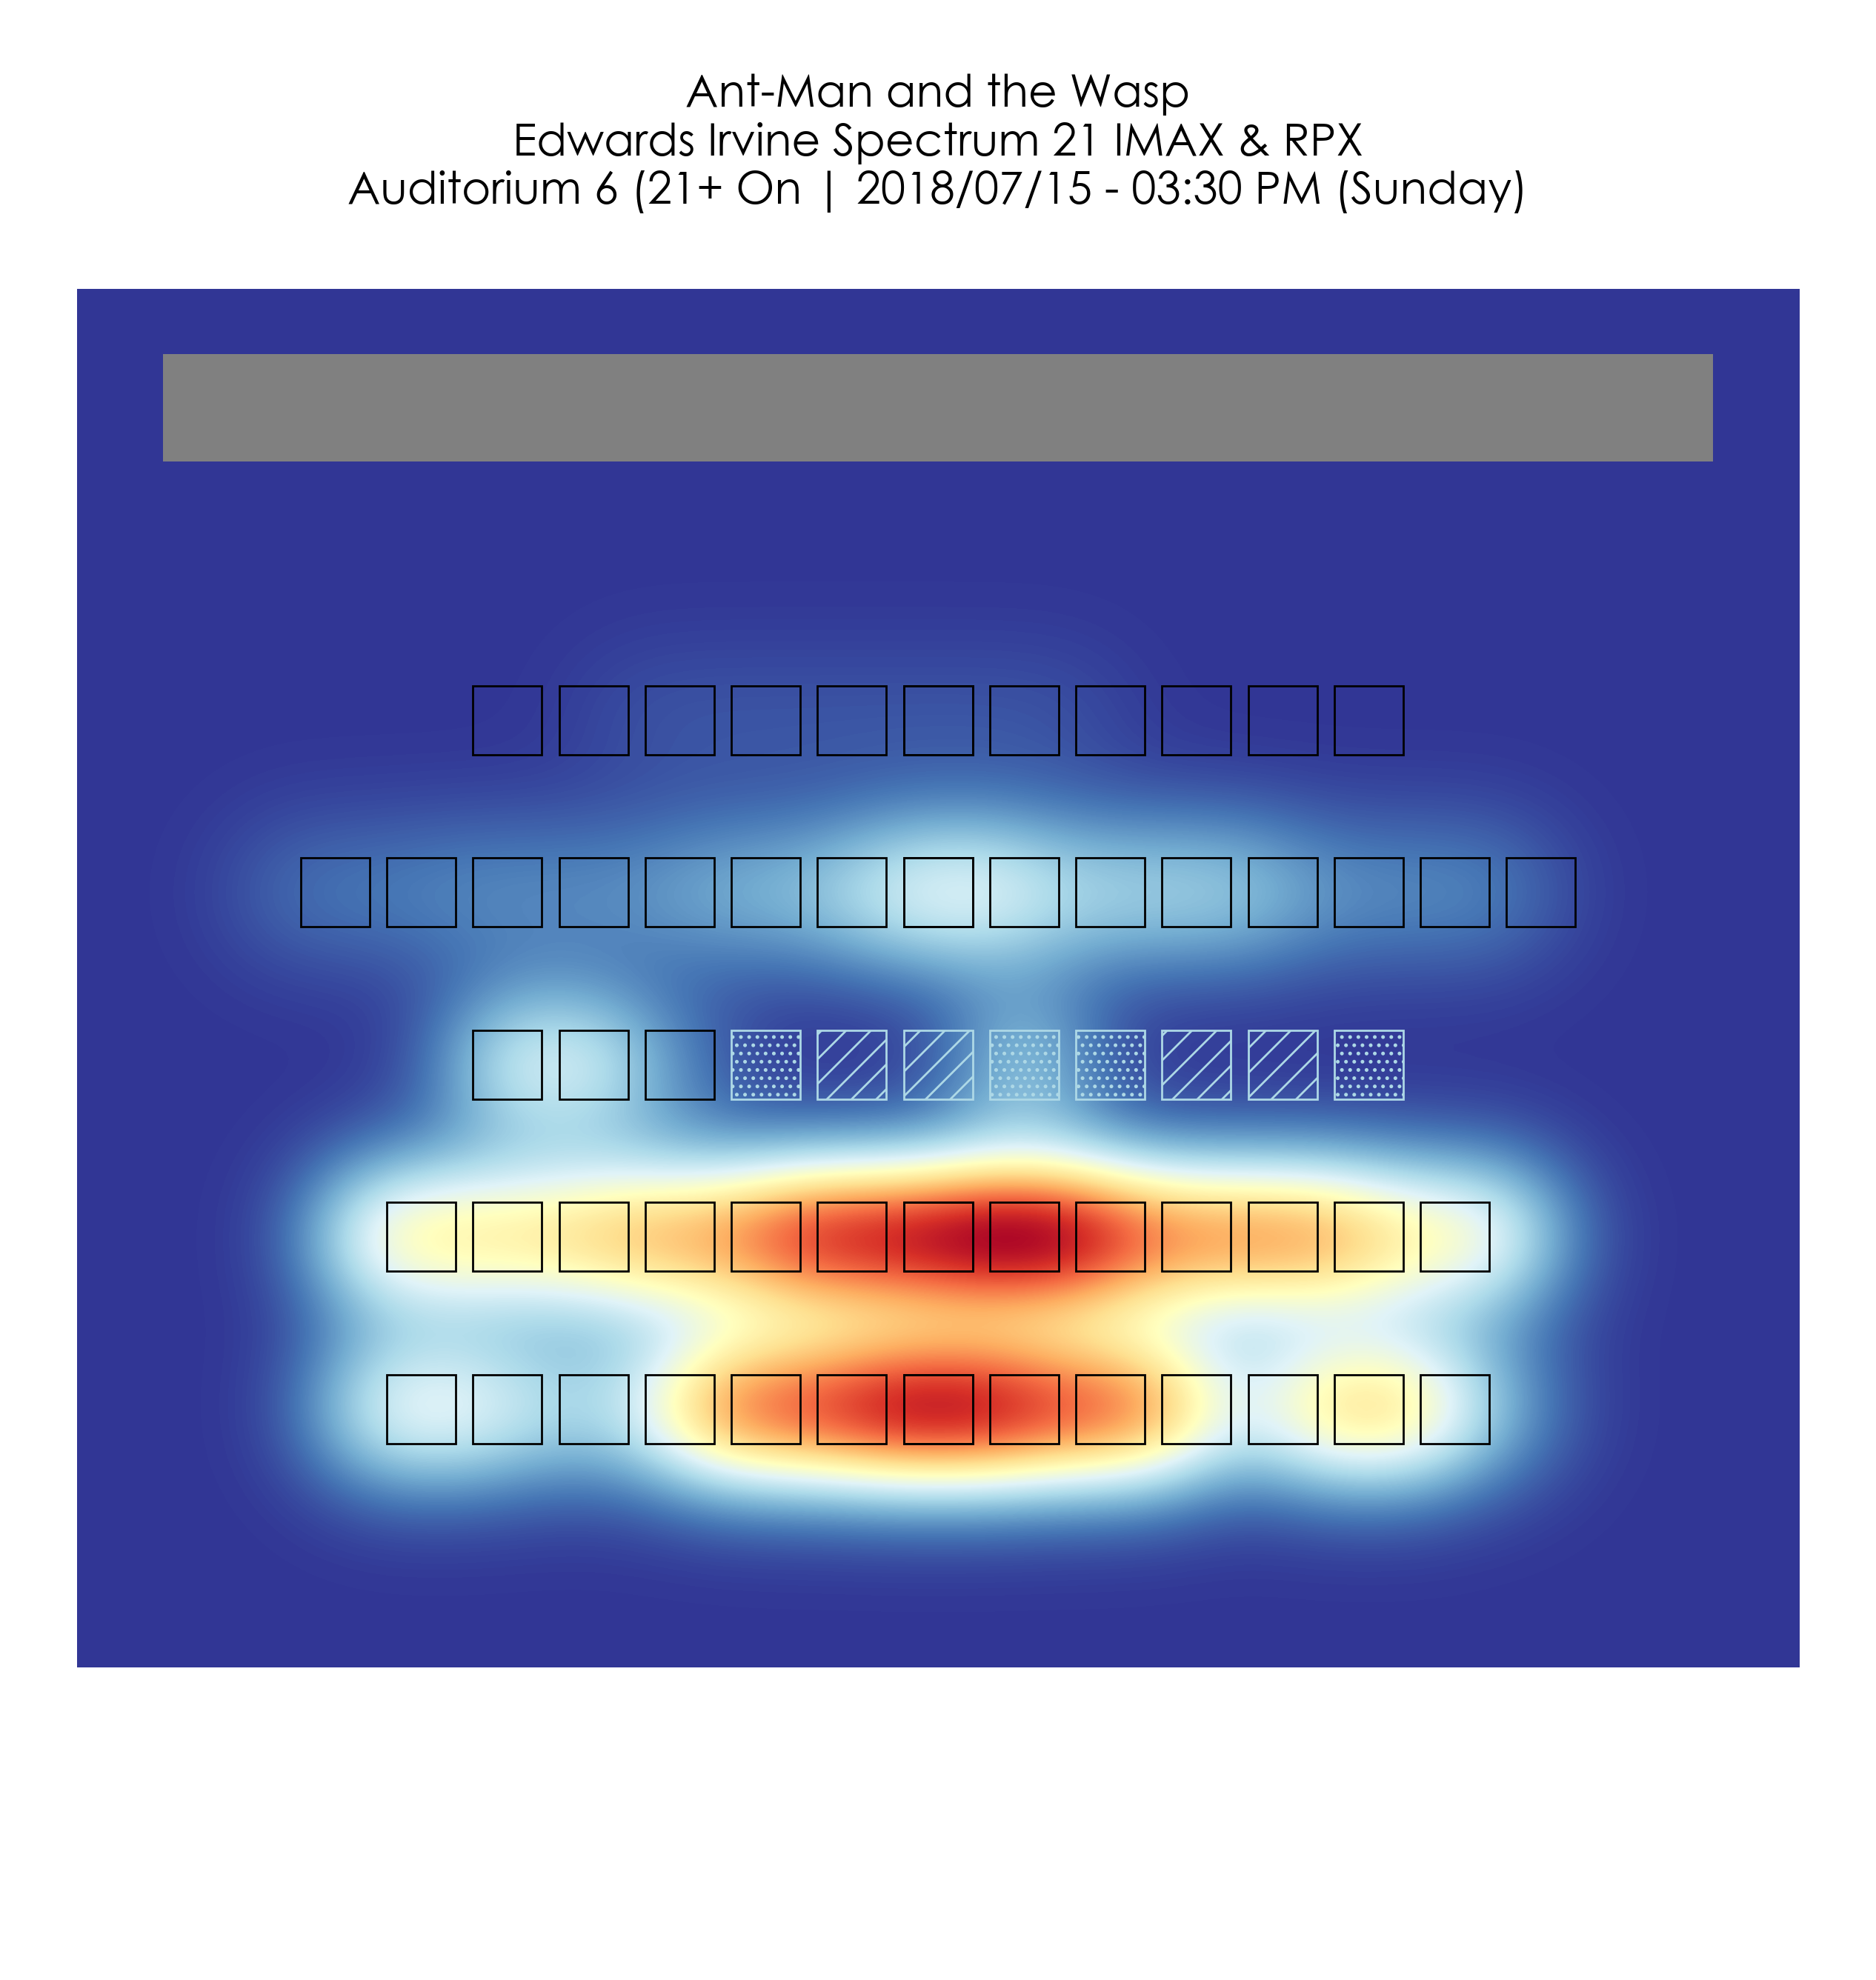 Ant-Man and the Wasp
Edwards Irvine Spectrum 21 IMAX & RPX
Auditorium 6 (21+ On | 2018/07/15 - 03:30 PM (Sunday)